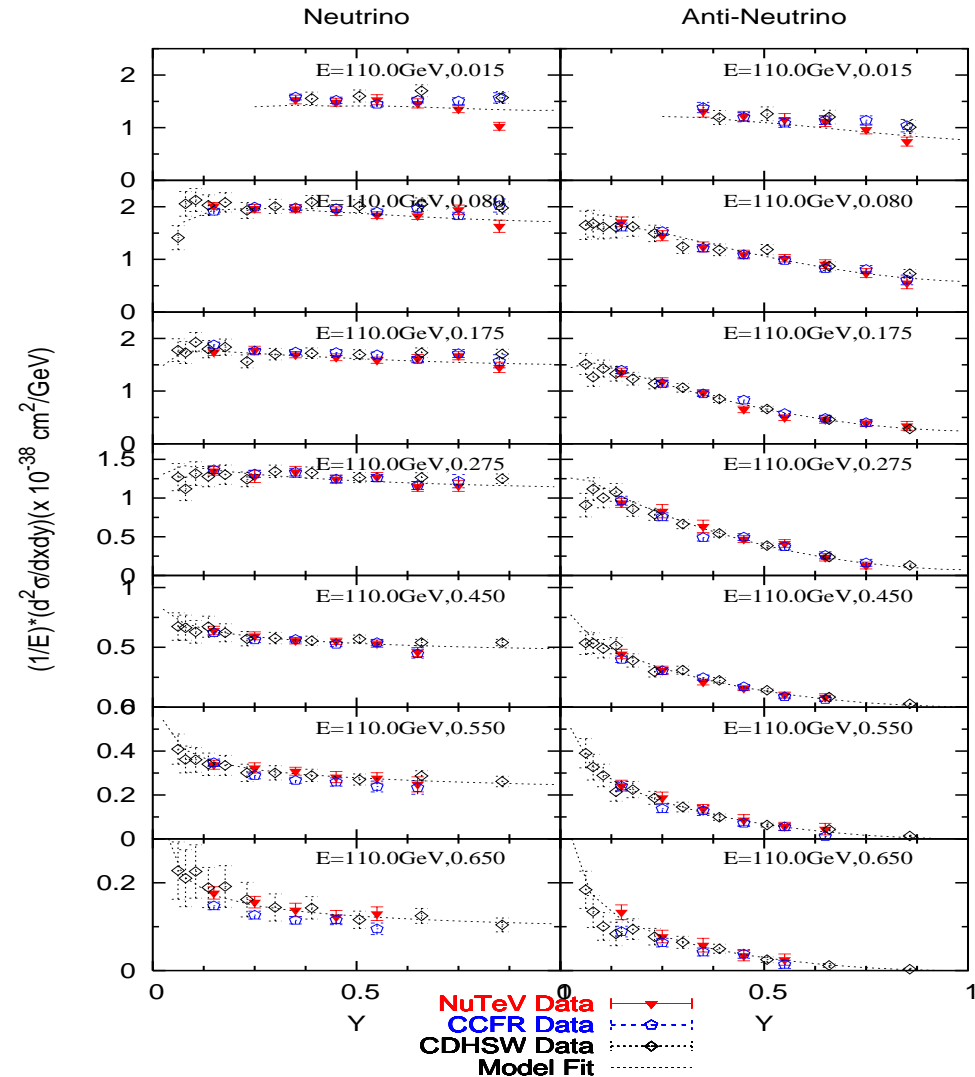 Neutrino Anti-Neutrino
(1/E)*(d²σ/dxdy)(x 10⁻³⁸ cm²/GeV)
2
1
0
E=110.0GeV,0.015 E=110.0GeV,0.015
2
1
0
E=110.0GeV,0.080 E=110.0GeV,0.080
2
1
0
E=110.0GeV,0.175 E=110.0GeV,0.175
1.5
1
0.5
0
E=110.0GeV,0.275 E=110.0GeV,0.275
1
0.5
0
E=110.0GeV,0.450 E=110.0GeV,0.450
0.6
0.4
0.2
0
E=110.0GeV,0.550 E=110.0GeV,0.550
0.2
0
E=110.0GeV,0.650 E=110.0GeV,0.650
0 0.5 0 0.5 1
Y Y
NuTeV Data
CCFR Data
CDHSW Data
Model Fit